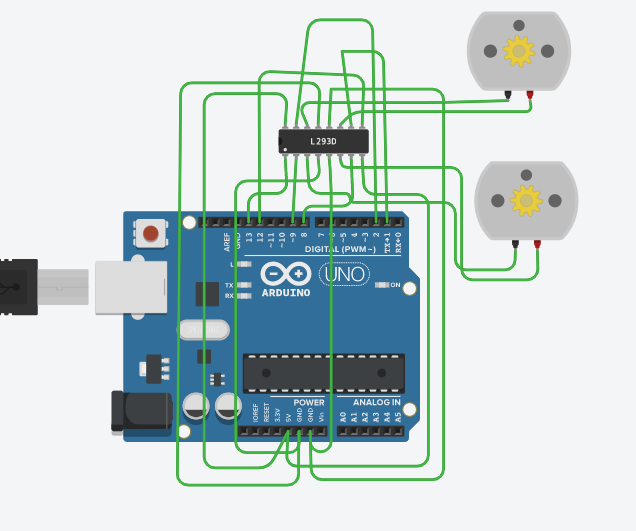 L293D
AREF
GND
13
12
~11
~10
~9
8
7
~5
4
~3
2
TX→1
RX←0
DIGITAL (PWM~)
L
TX
RX
UNO
ARDUINO
ON
POWER
ANALOG IN
IOREF
RESET
3.3V
5V
GND
GND
Vin
A0
A1
A2
A3
A4
A5